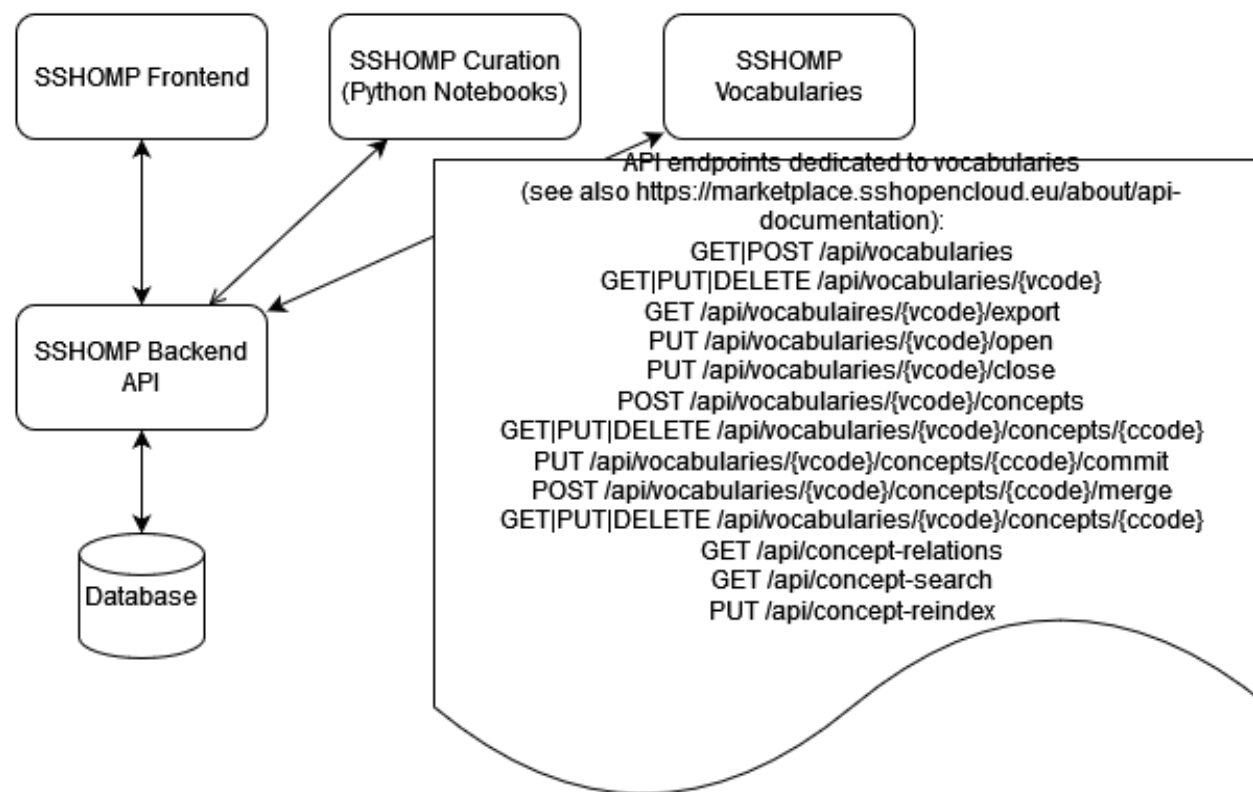 SSHOMP Frontend
SSHOMP Curation
(Python Notebooks)
SSHOMP
Vocabularies
SSHOMP Backend
API
Database
API endpoints dedicated to vocabularies
(see also https://marketplace.sshopencloud.eu/about/api-
documentation):
GET|POST /api/vocabularies
GET|PUT|DELETE /api/vocabularies/{vcode}
GET /api/vocabulaires/{vcode}/export
PUT /api/vocabularies/{vcode}/open
PUT /api/vocabularies/{vcode}/close
POST /api/vocabularies/{vcode}/concepts
GET|PUT|DELETE /api/vocabularies/{vcode}/concepts/{ccode}
PUT /api/vocabularies/{vcode}/concepts/{ccode}/commit
POST /api/vocabularies/{vcode}/concepts/{ccode}/merge
GET|PUT|DELETE /api/vocabularies/{vcode}/concepts/{ccode}
GET /api/concept-relations
GET /api/concept-search
PUT /api/concept-reindex